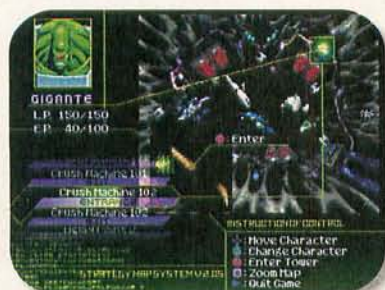 GIGANTE
L.P. 150/150
E.P. 40/100
: Enter
Crush Machine 101
Crush Machine 102
ENTRANCE
Crush Machine 102
INSTRUCTION OF CONTROL
: Move Character
: Change Character
: Enter Tower
: Zoom Map
: Quit Game
STRATEGY MAP SYSTEM V2.05